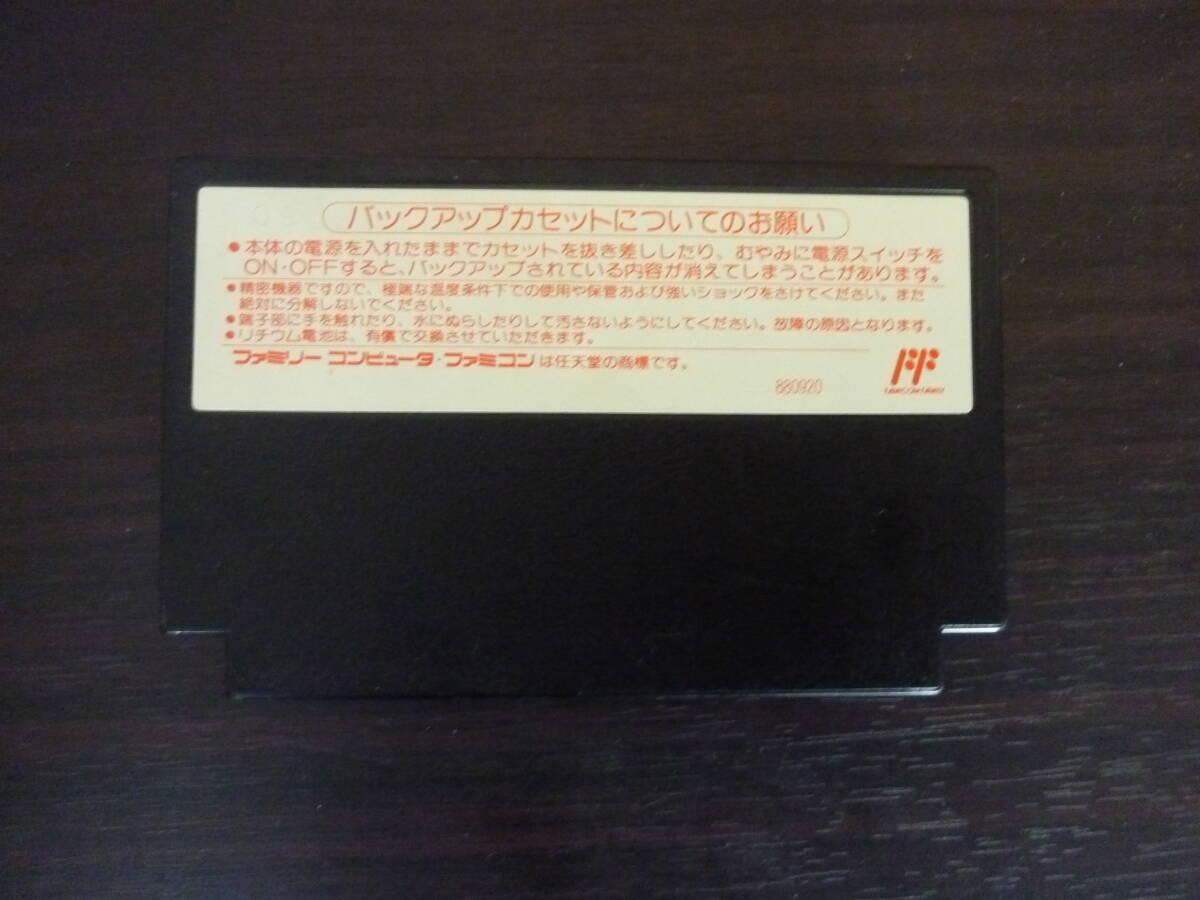 バックアップカセットについてのお願い
●本体の電源を入れたままでカセットを抜き差ししたり、むやみに電源スイッチを
ON・OFFすると、バックアップされている内容が消えてしまうことがあります。
●精密機器ですので、極端な温度条件下での使用や保管および強いショックをさけてください。また
絶対に分解しないでください。
●端子部に手を触れたり、水にぬらしたりして汚さないようにしてください。故障の原因となります。
●リチウム電池は、有償で交換させていただきます。
ファミリー コンピュータ・ファミコンは任天堂の商標です。
FAMICOM FAMILY
880920